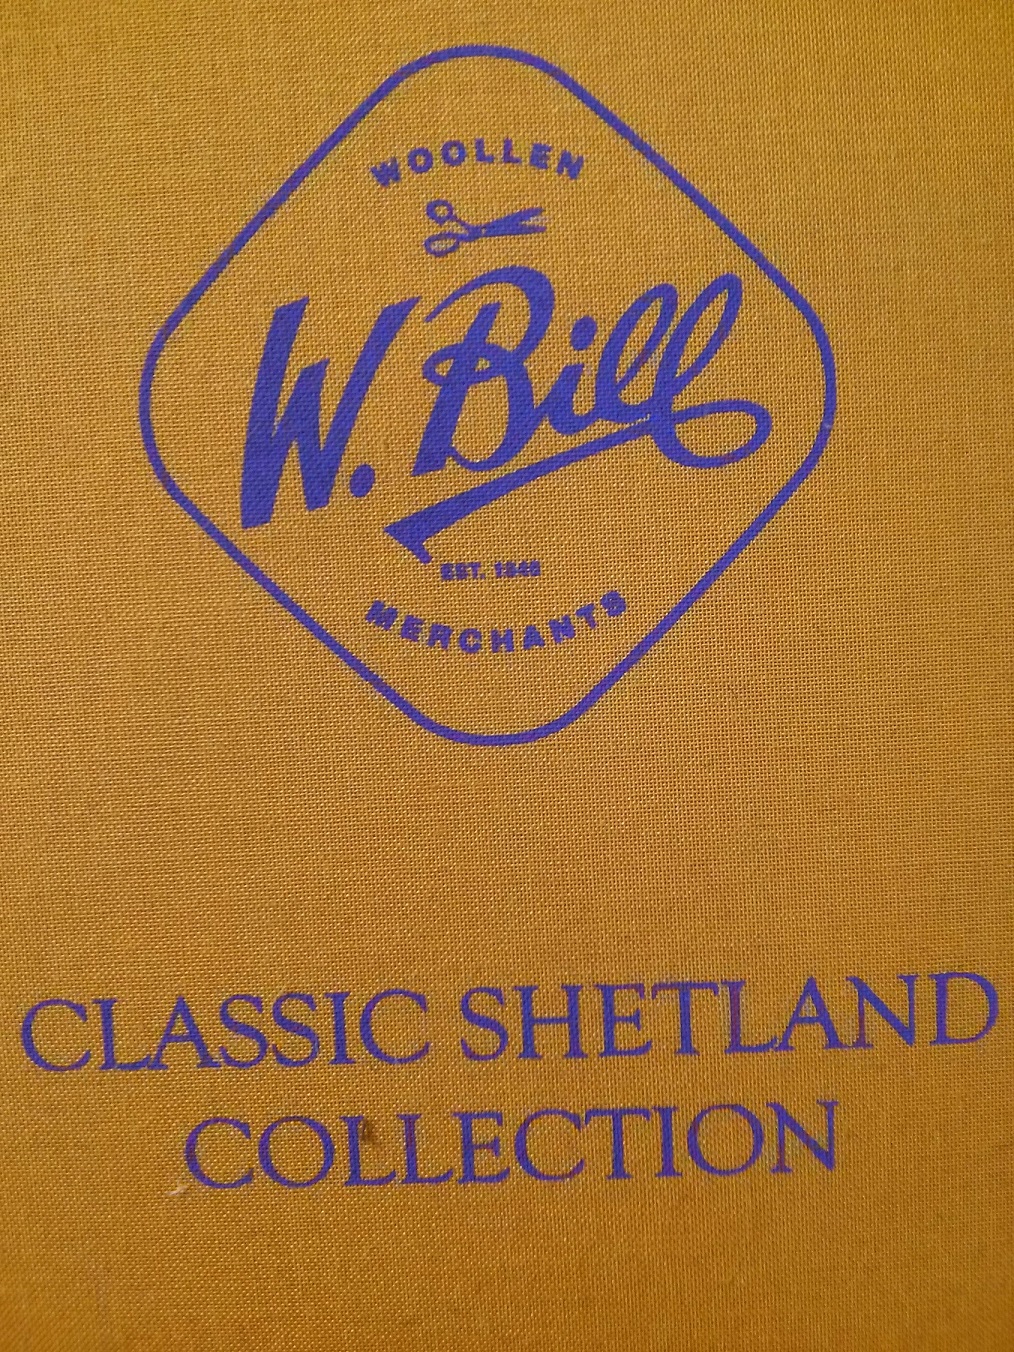 WOOLLEN
W. Bill
EST. 1846
MERCHANTS
CLASSIC SHETLAND
COLLECTION